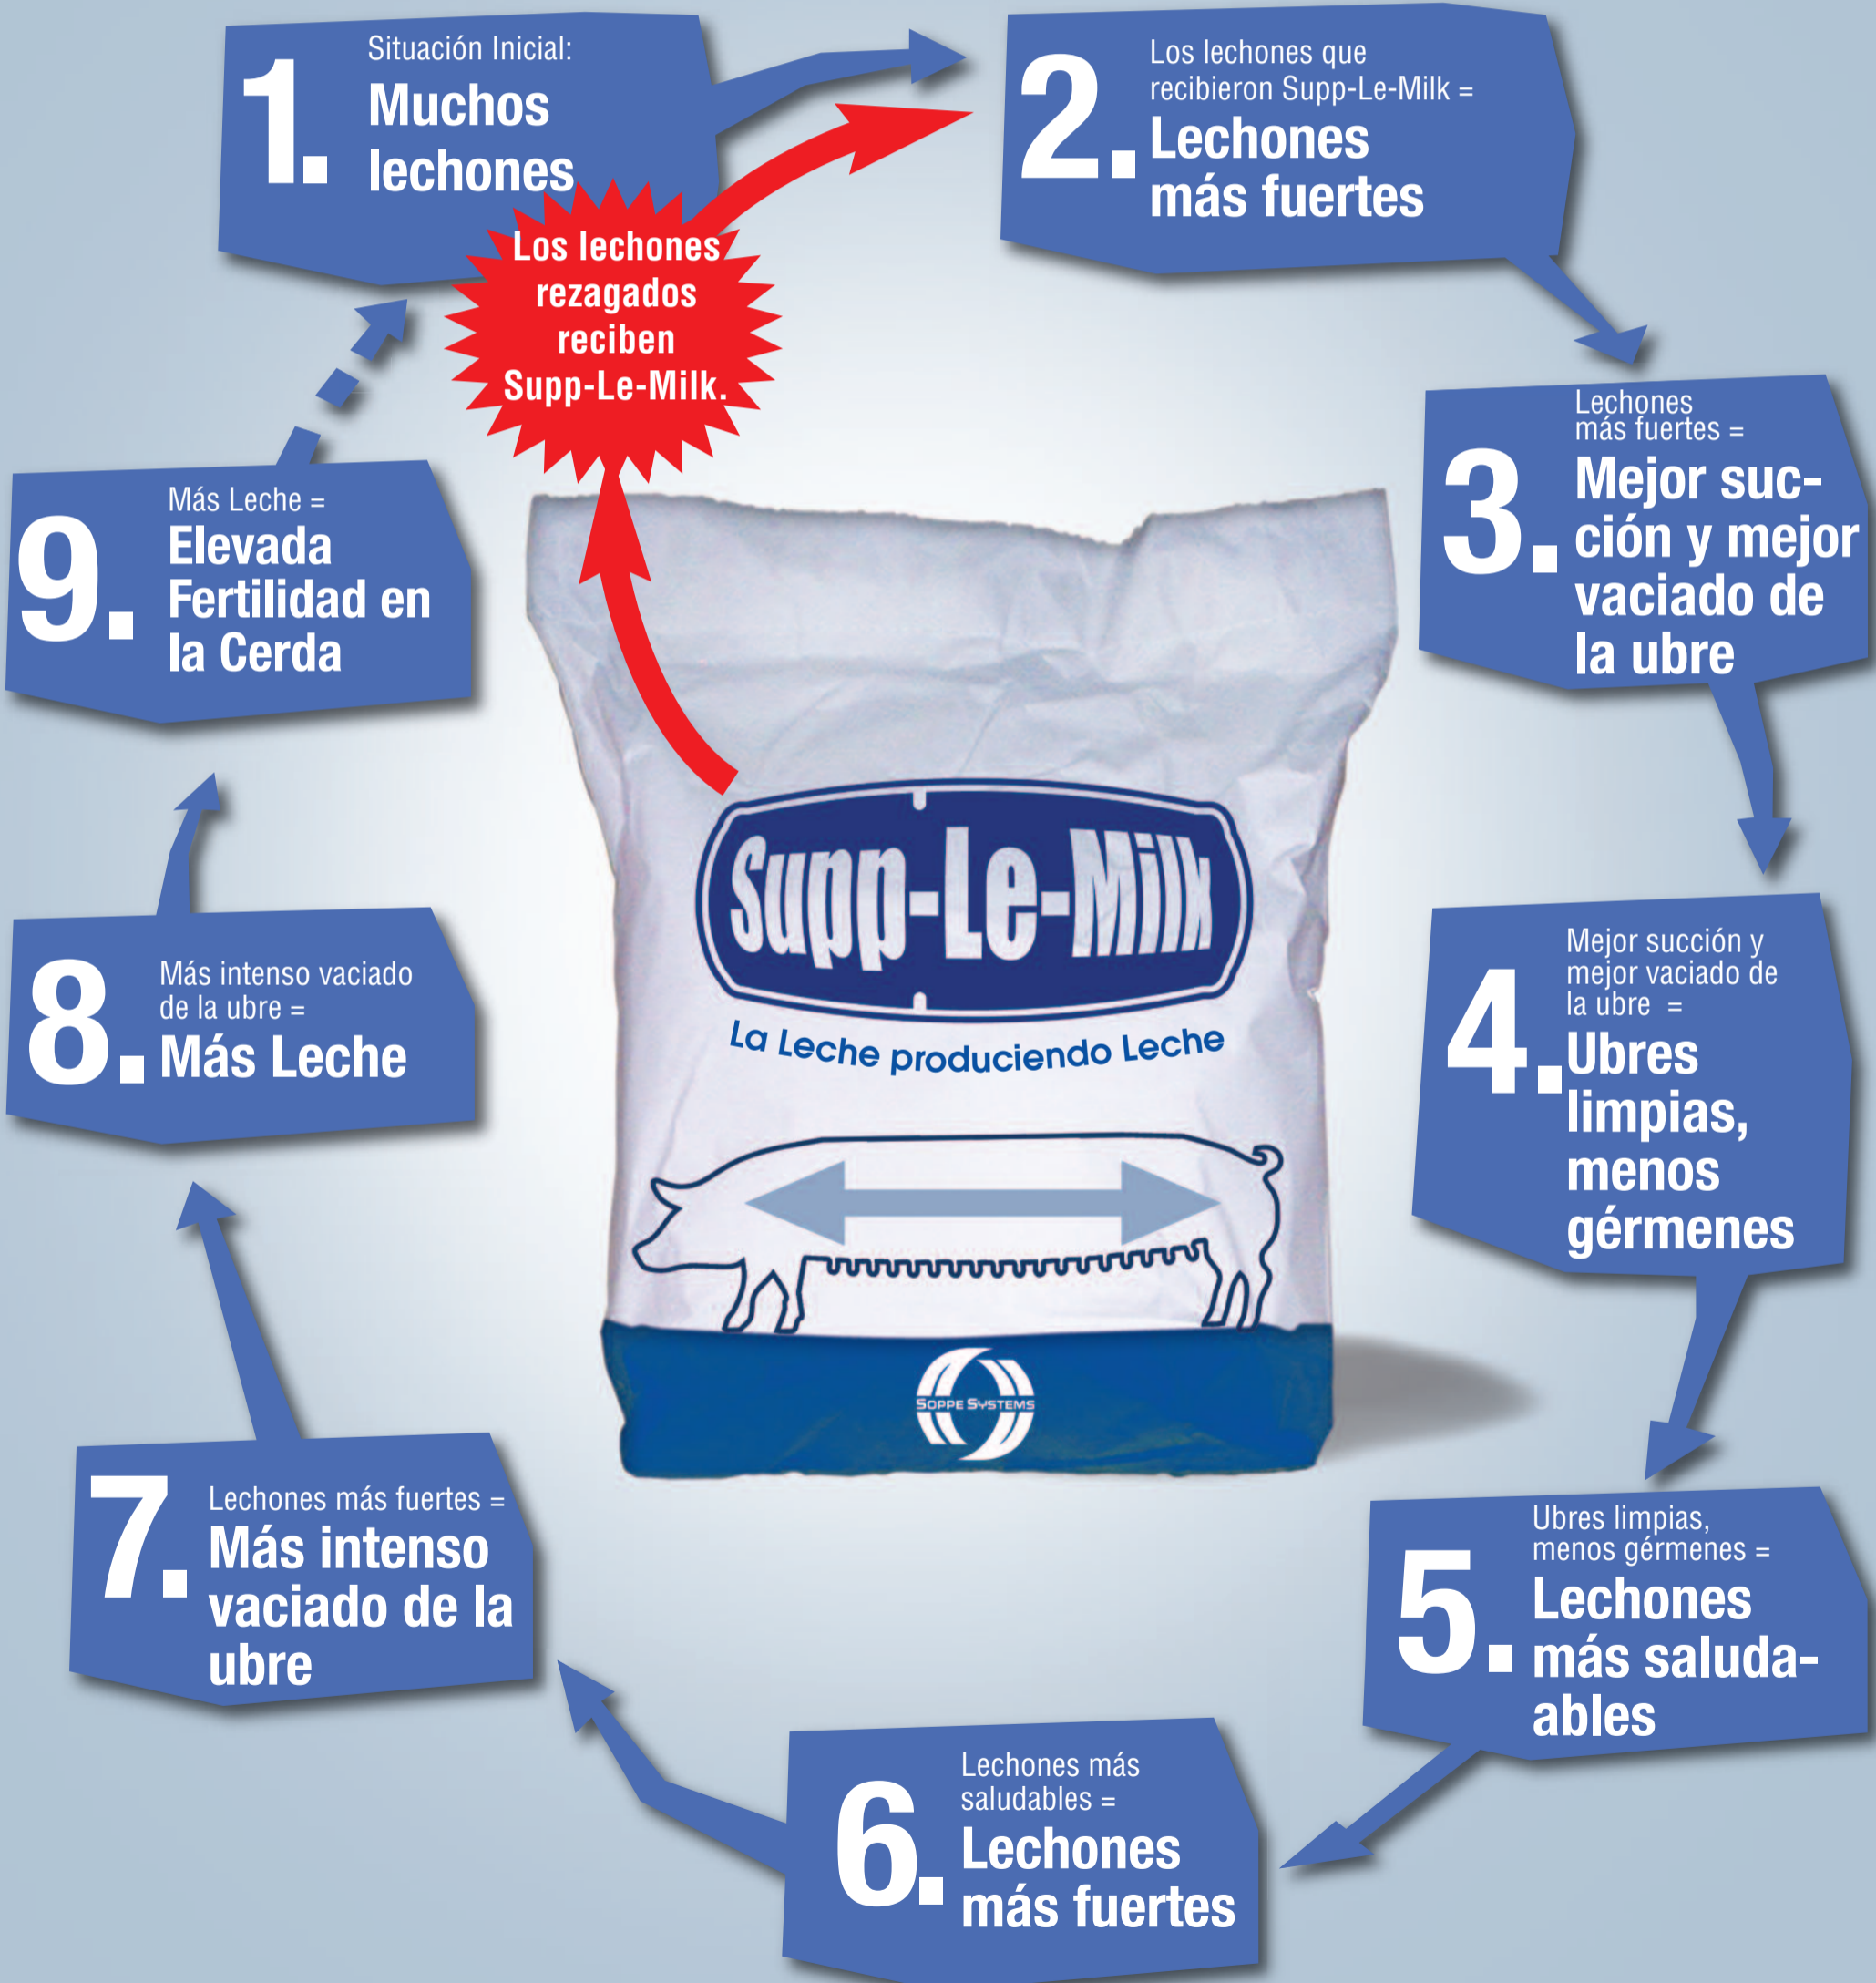 1.
Situación Inicial:
Muchos
lechones
Los lechones
rezagados
reciben
Supp-Le-Milk.
2.
Los lechones que
recibieron Supp-Le-Milk =
Lechones
más fuertes
3.
Lechones
más fuertes =
Mejor suc-
ción y mejor
vaciado de
la ubre
4.
Mejor succión y
mejor vaciado de
la ubre =
Ubres
limpias,
menos
gérmenes
5.
Ubres limpias,
menos gérmenes =
Lechones
más saluda-
ables
6.
Lechones más
saludables =
Lechones
más fuertes
7.
Lechones más fuertes =
Más intenso
vaciado de la
ubre
8.
Más intenso vaciado
de la ubre =
Más Leche
9.
Más Leche =
Elevada
Fertilidad en
la Cerda
Supp-Le-Milk
La Leche produciendo Leche
SOPPE SYSTEMS